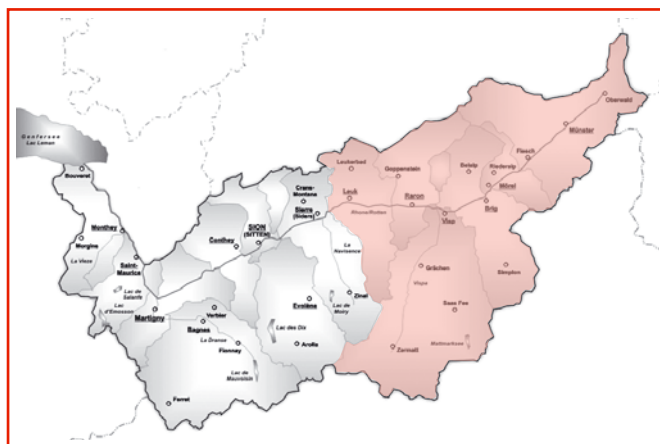 Genfersee
Lac Leman
Bouveret
Monthey
Morgins
La Vieze
Saint-
Maurice
Lac de
Salanfe
Lac
d'Emosson
Martigny
Conthey
SION
(SITTEN)
Crans-
Montana
Sierre
(Siders)
La
Navisence
Verbier
Bagnes
La Dranse
Fionnay
Lac de
Mauvoisin
Ferret
Evolène
Lac des Dix
Arolla
Zinal
Lac de
Moiry
Leukerbad
Leuk
Goppenstein
Raron
Rhone/Rotten
Visp
Belalp
Riederalp
Mörel
Brig
Fiesch
Münster
Oberwald
Simplon
Grächen
Vispa
Saas Fee
Mattmarksee
Zermatt